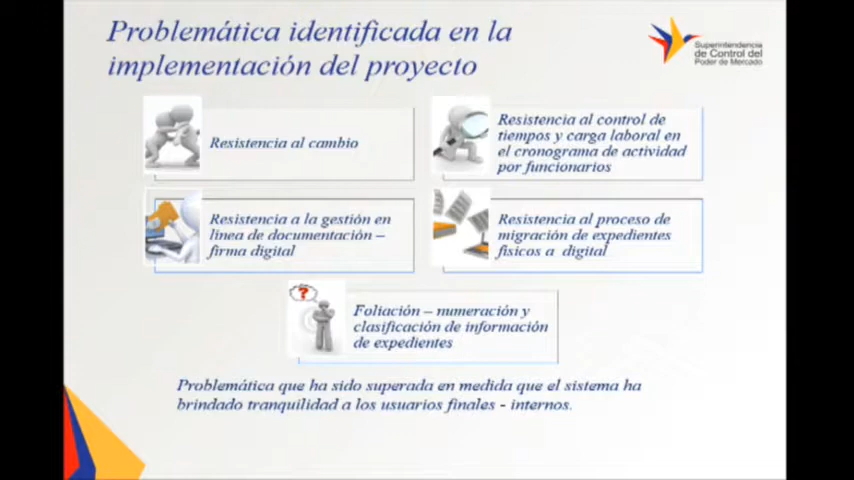 Problemática identificada en la
implementación del proyecto
Superintendencia
de Control del
Poder de Mercado
Resistencia al cambio
Resistencia al control de
tiempos y carga laboral en
el cronograma de actividad
por funcionarios
Resistencia a la gestión en
línea de documentación –
firma digital
Resistencia al proceso de
migración de expedientes
físicos a digital
?
Foliación – numeración y
clasificación de información
de expedientes
Problemática que ha sido superada en medida que el sistema ha
brindado tranquilidad a los usuarios finales - internos.